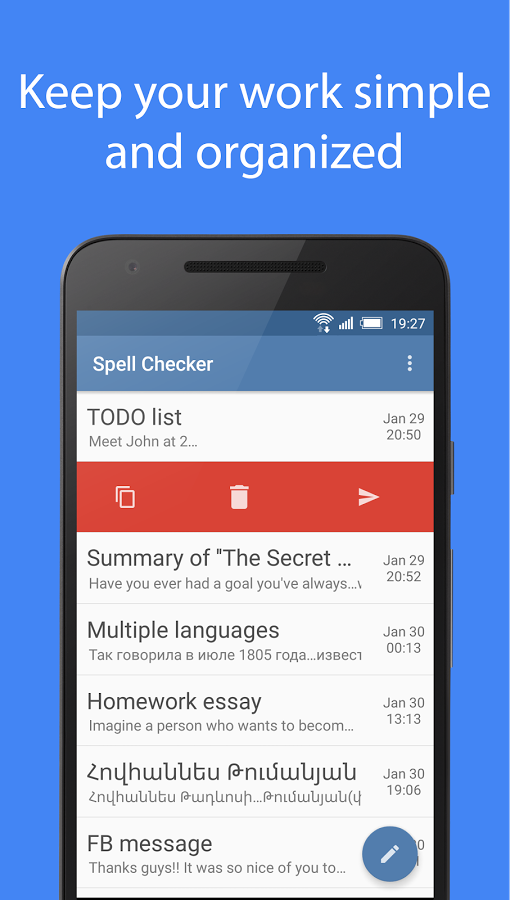 Keep your work simple
and organized
19:27
Spell Checker
TODO list
Jan 29
Meet John at 2...
20:50
Summary of "The Secret ...
Jan 29
Have you ever had a goal you've always...
20:52
Multiple languages
Jan 30
Так говорила в июле 1805 года...извест
00:13
Homework essay
Jan 30
Imagine a person who wants to becom...
13:13
Հովհաննես Թումանյան
Jan 30
Հովհաննես Թադևոսի...Թումանյան(փ
19:06
FB message
Thanks guys!! It was so nice of you to...